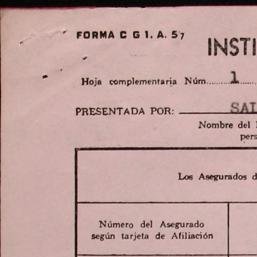 FORMA C G 1. A. 57
INSTI
Hoja complementaria Núm. 1
PRESENTADA POR: SAL
Nombre del
pers
Los Asegurados d
Número del Asegurado
según tarjeta de Afiliación